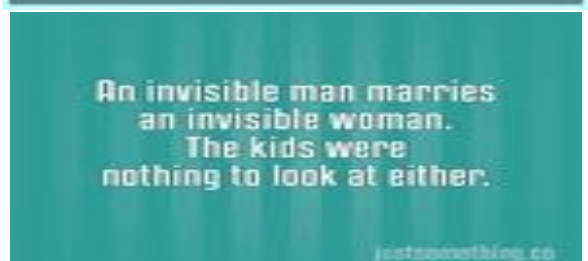 An invisible man marries
an invisible woman.
The kids were
nothing to look at either.
justsomething.co